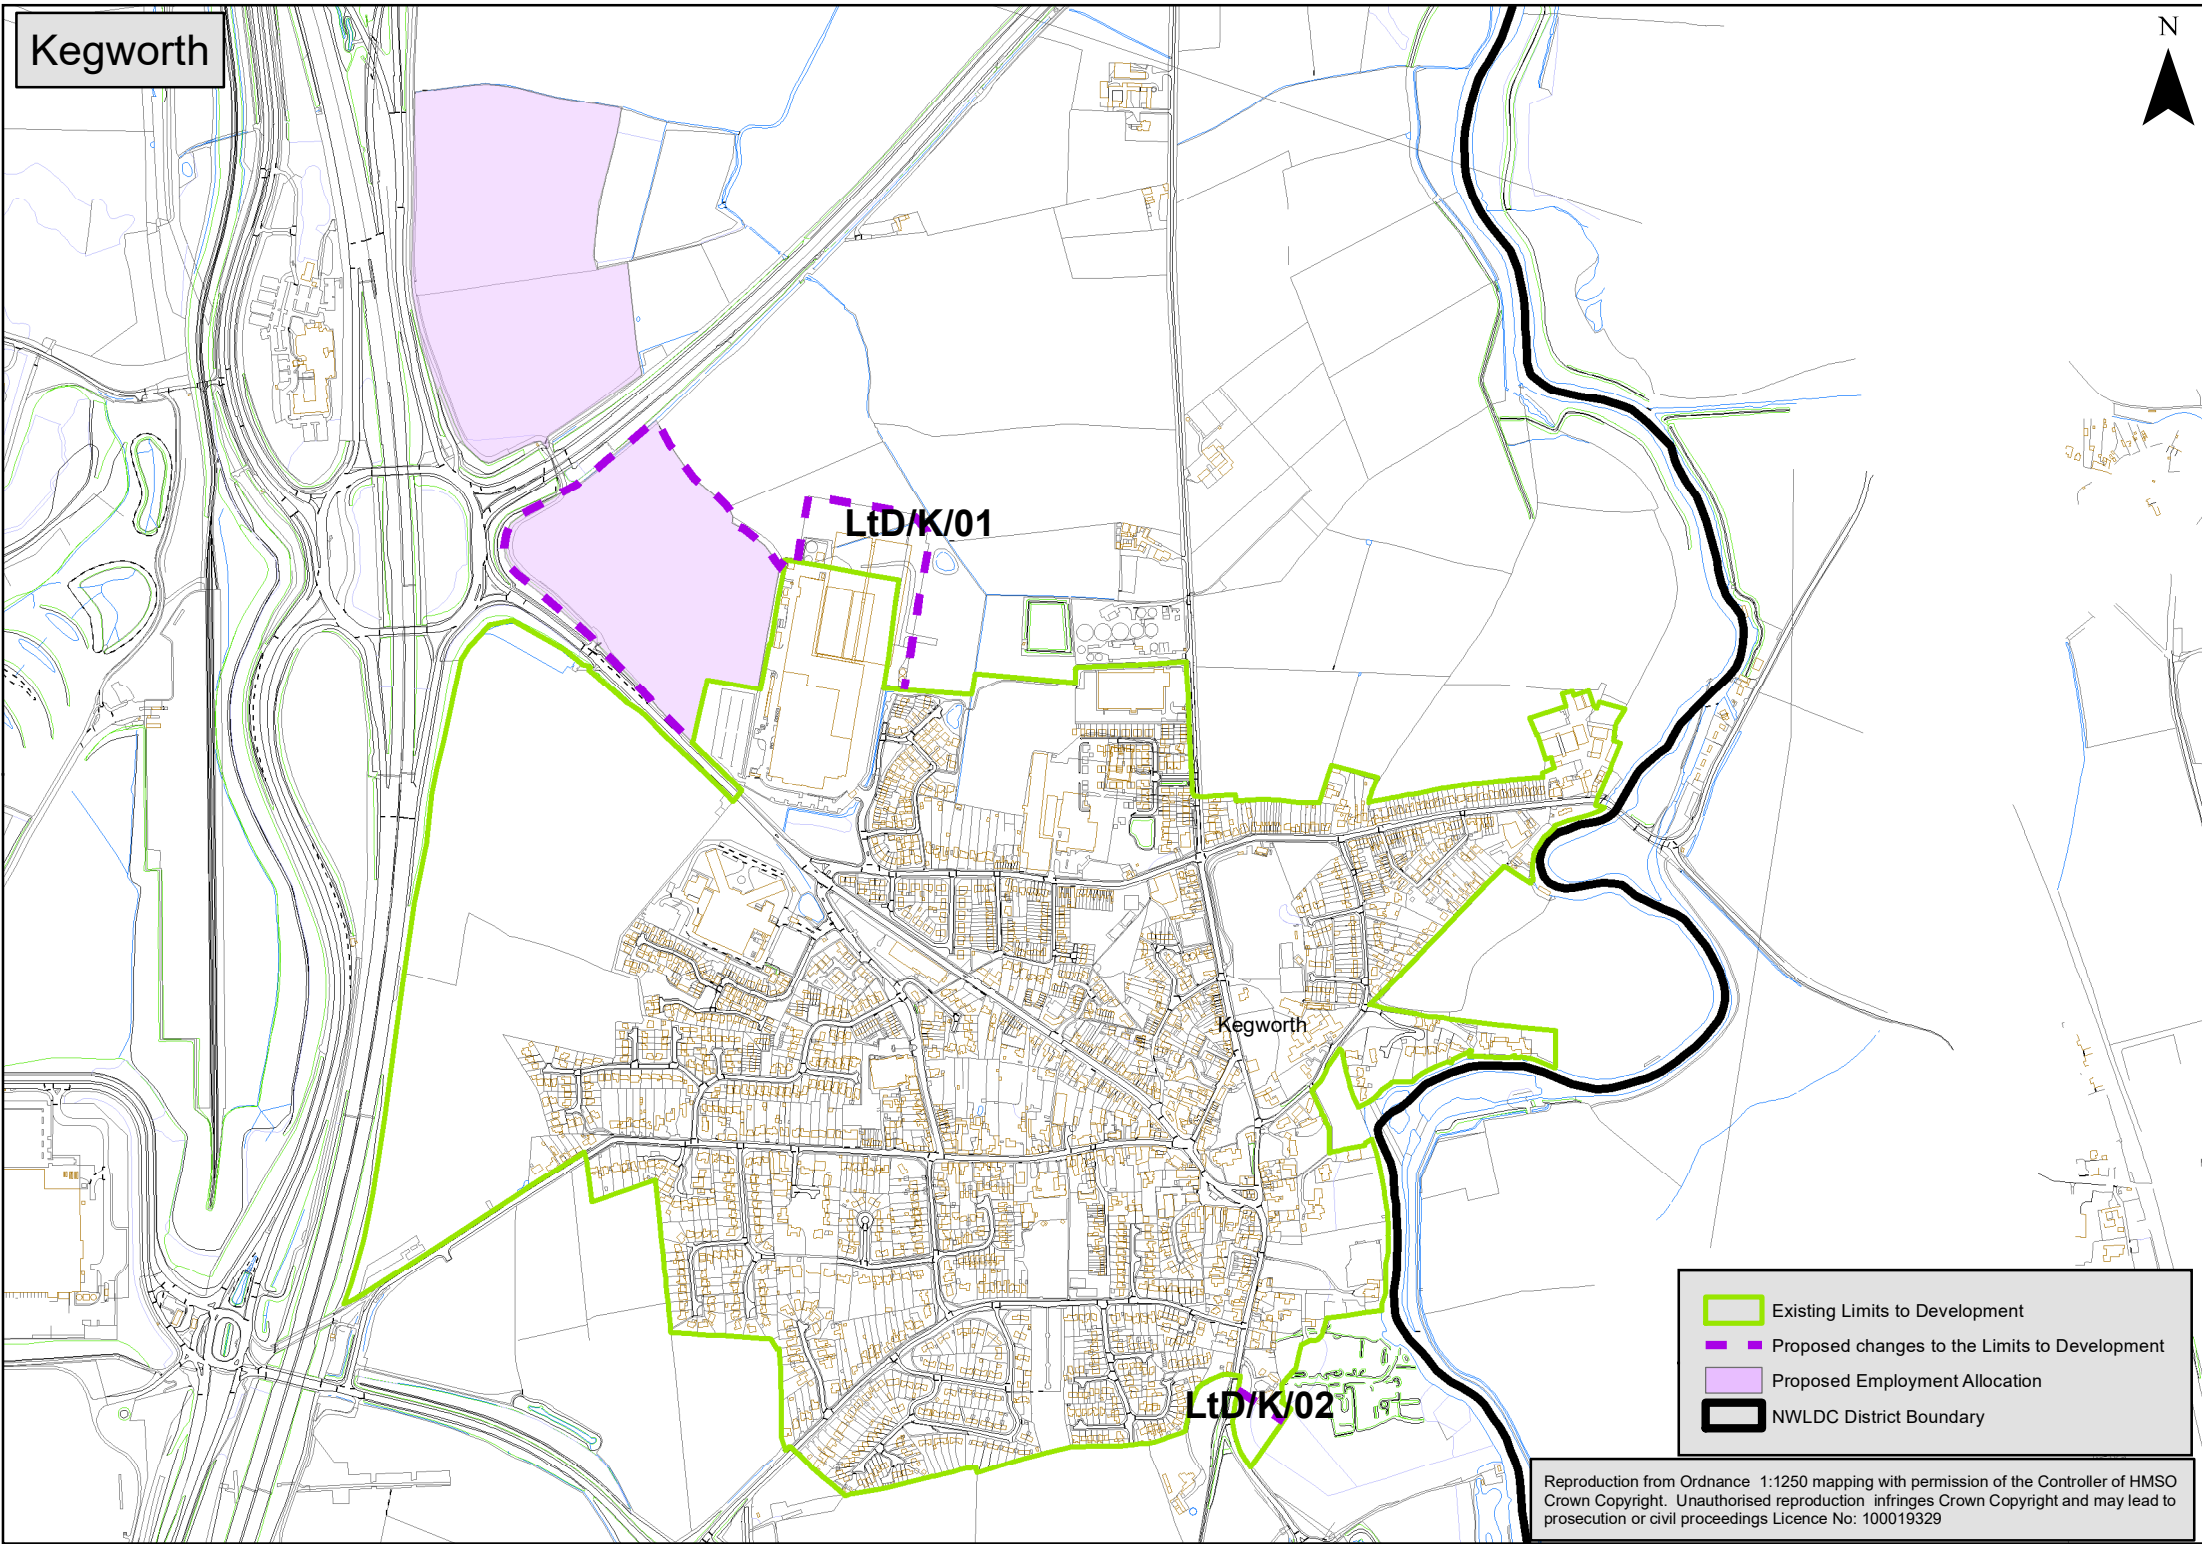 Kegworth
N
LtD/K/01
Kegworth
LtD/K/02
Existing Limits to Development
Proposed changes to the Limits to Development
Proposed Employment Allocation
NWLDC District Boundary
Reproduction from Ordnance 1:1250 mapping with permission of the Controller of HMSO
Crown Copyright. Unauthorised reproduction infringes Crown Copyright and may lead to
prosecution or civil proceedings Licence No: 100019329